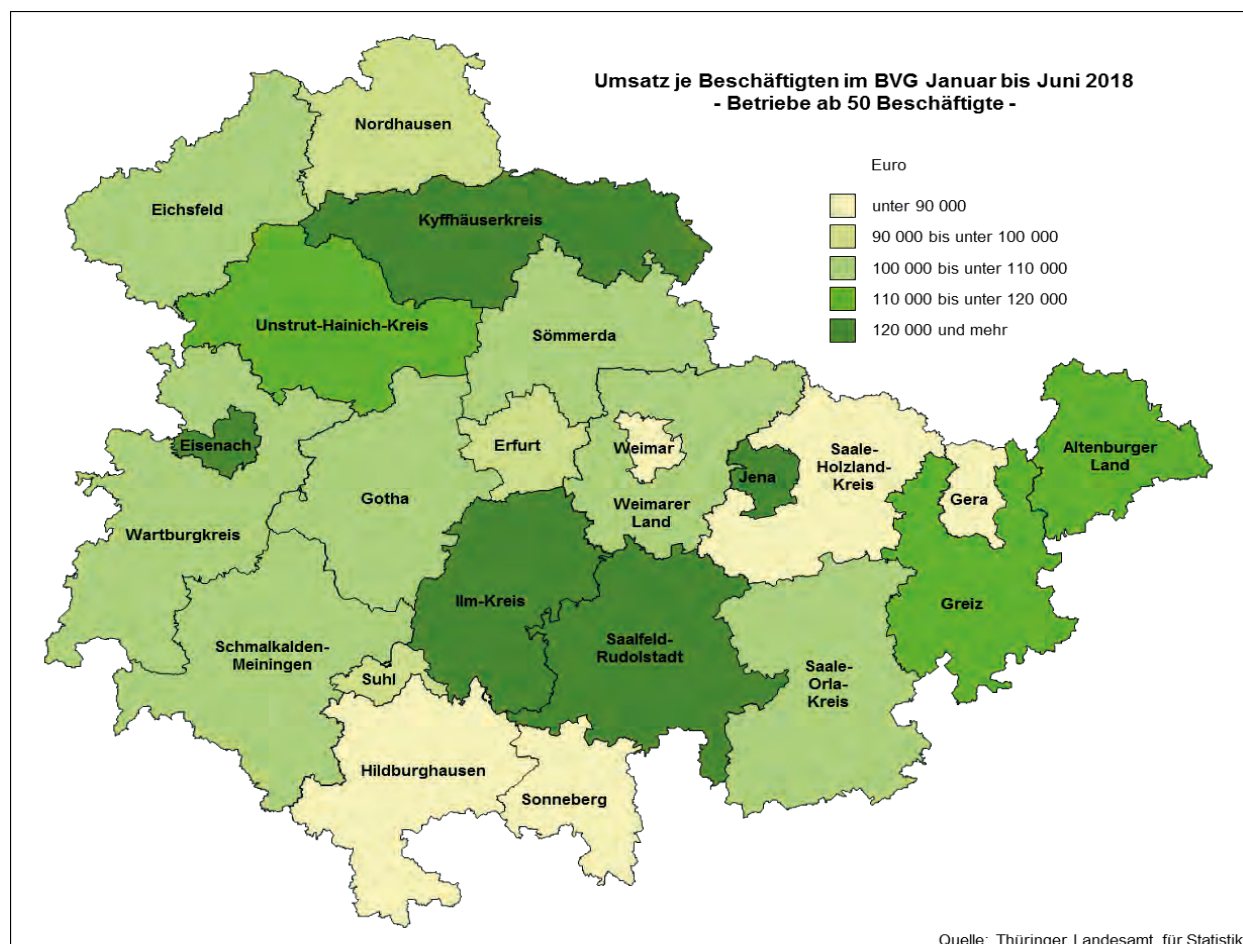 Umsatz je Beschäftigten im BVG Januar bis Juni 2018
- Betriebe ab 50 Beschäftigte -
Euro
unter 90 000
90 000 bis unter 100 000
100 000 bis unter 110 000
110 000 bis unter 120 000
120 000 und mehr
Nordhausen
Eichsfeld
Kyffhäuserkreis
Unstrut-Hainich-Kreis
Sömmerda
Eisenach
Erfurt
Weimar
Jena
Saale-
Holzland-
Kreis
Gera
Altenburger
Land
Gotha
Weimarer
Land
Wartburgkreis
Ilm-Kreis
Greiz
Schmalkalden-
Meiningen
Saalfeld-
Rudolstadt
Suhl
Saale-
Orla-
Kreis
Hildburghausen
Sonneberg
Quelle: Thüringer Landesamt für Statistik